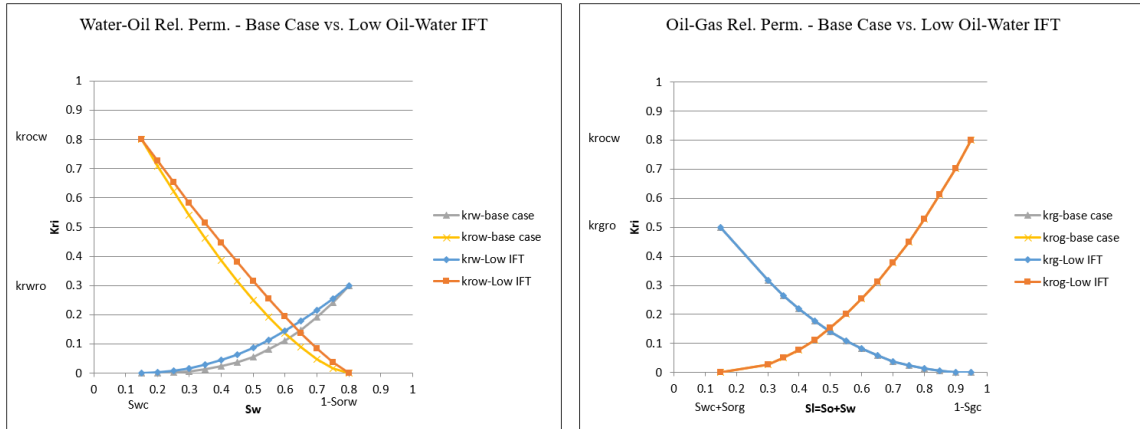 Water-Oil Rel. Perm. - Base Case vs. Low Oil-Water IFT
1
0.9
krocw
0.8
0.7
0.6
Kri
0.5
0.4
krwro
0.3
0.2
0.1
0
0 0.1 0.2 0.3 0.4 0.5 0.6 0.7 0.8 0.9 1
Swc
Sw
1-Sorw
krw-base case
krow-base case
krw-Low IFT
krow-Low IFT
Oil-Gas Rel. Perm. - Base Case vs. Low Oil-Water IFT
1
0.9
krocw
0.8
0.7
0.6
krgro
Kri
0.5
0.4
0.3
0.2
0.1
0
0 0.1 0.2 0.3 0.4 0.5 0.6 0.7 0.8 0.9 1
Swc+Sorg
Sl=So+Sw
1-Sgc
krg-base case
krog-base case
krg-Low IFT
krog-Low IFT